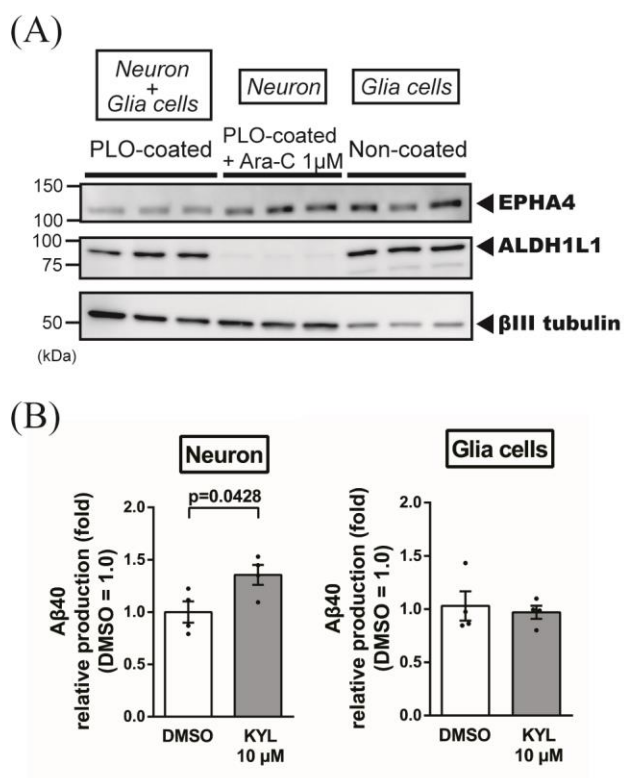 (A)
Neuron
+
Glia cells
Neuron
Glia cells
PLO-coated
PLO-coated
+ Ara-C 1μM
Non-coated
150
100
EPHA4
100
75
ALDH1L1
50
βIII tubulin
(kDa)
(B)
Neuron
p=0.0428
Aβ40
relative production (fold)
(DMSO = 1.0)
2.0
1.5
1.0
0.5
0.0
DMSO
KYL
10 μM
Glia cells
Aβ40
relative production (fold)
(DMSO = 1.0)
2.0
1.5
1.0
0.5
0.0
DMSO
KYL
10 μM